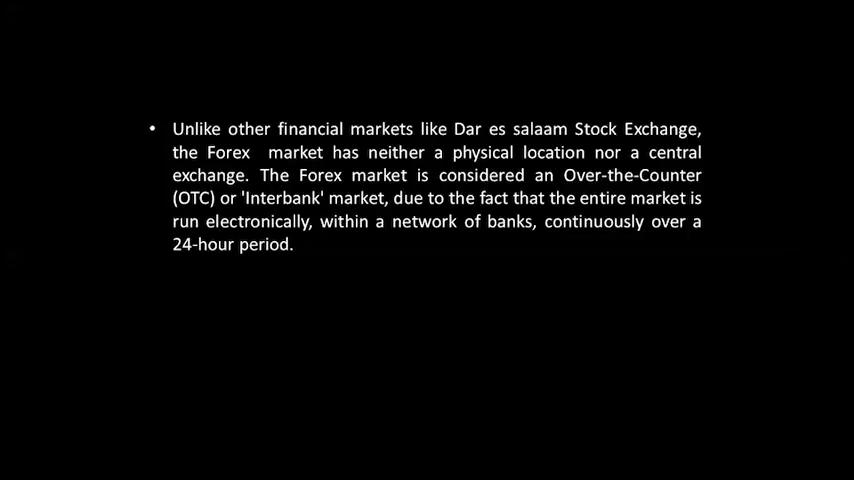 • Unlike other financial markets like Dar es salaam Stock Exchange,
the Forex  market has neither a physical location nor a central
exchange. The Forex market is considered an Over-the-Counter
(OTC) or 'Interbank' market, due to the fact that the entire market is
run electronically, within a network of banks, continuously over a
24-hour period.